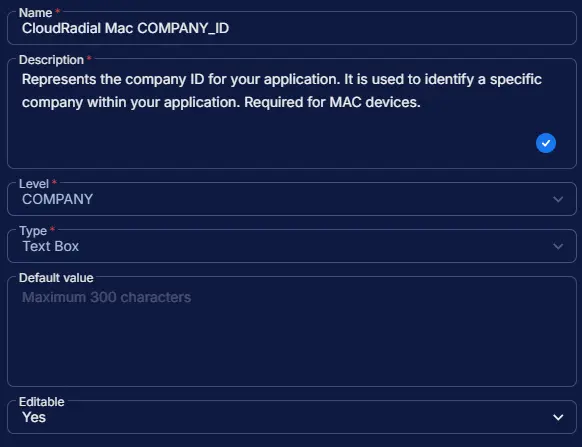 Name *
CloudRadial Mac COMPANY_ID
Description *
Represents the company ID for your application. It is used to identify a specific
company within your application. Required for MAC devices.
Level *
COMPANY
Type *
Text Box
Default value
Maximum 300 characters
Editable
Yes